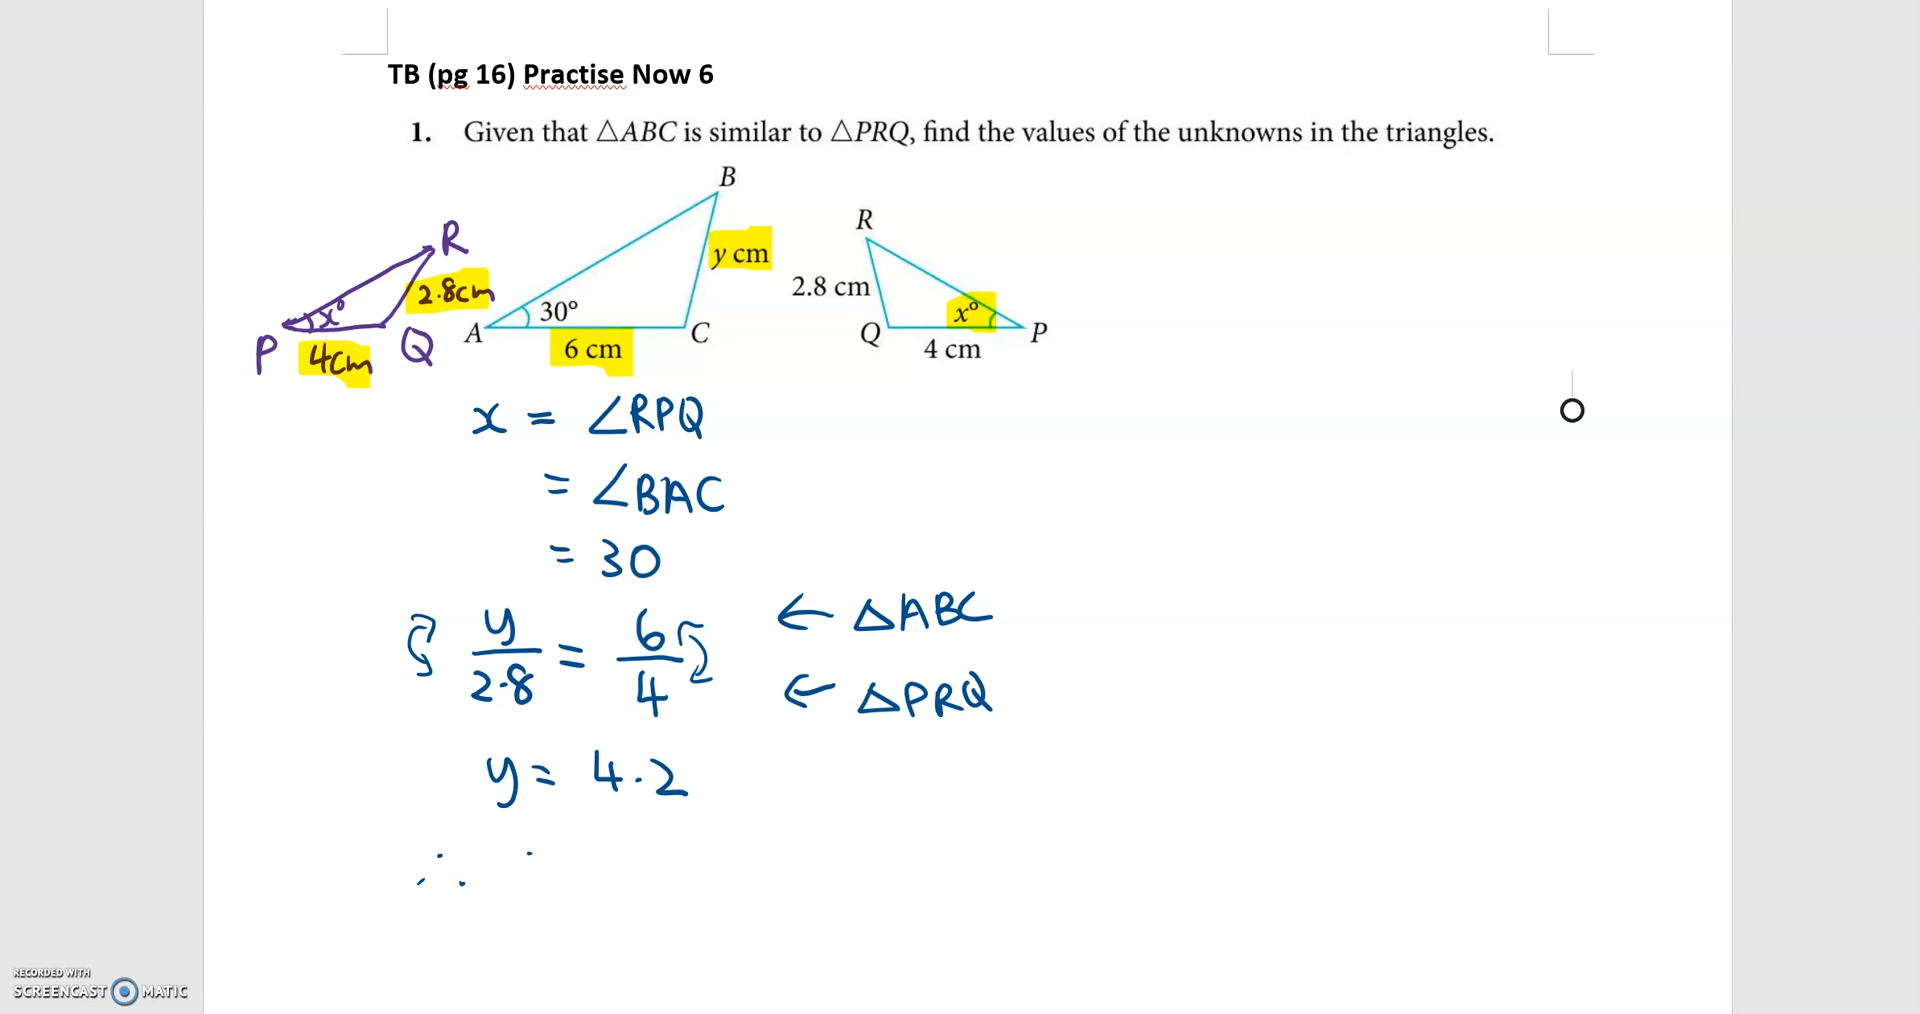 TB (pg 16) Practise Now 6
1. Given that △ABC is similar to △PRQ, find the values of the unknowns in the triangles.
B
R
y cm
2.8 cm
30°
A
C
6 cm
R
2.8 cm
x°
Q
P
4 cm
x°
P
4cm
Q
x = ∠RPQ
= ∠BAC
= 30
y/2.8 = 6/4
← △ABC
← △PRQ
y = 4.2
∴
RECORDED WITH
SCREENCAST MATIC